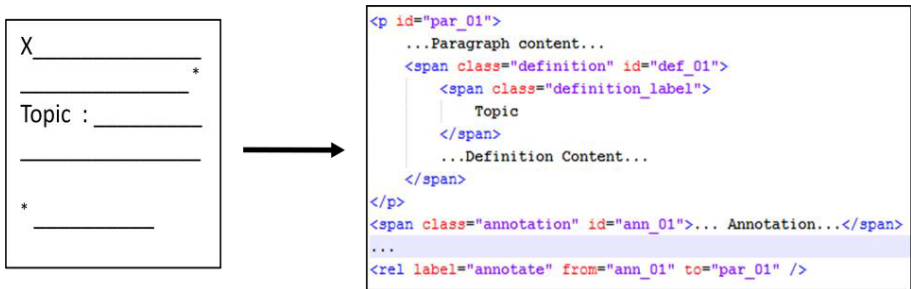 X
*
Topic :
*
<p id="par_01">
...Paragraph content...
<span class="definition" id="def_01">
<span class="definition_label">
Topic
</span>
...Definition Content...
</span>
</p>
<span class="annotation" id="ann_01">... Annotation...</span>
...
<rel label="annotate" from="ann_01" to="par_01" />